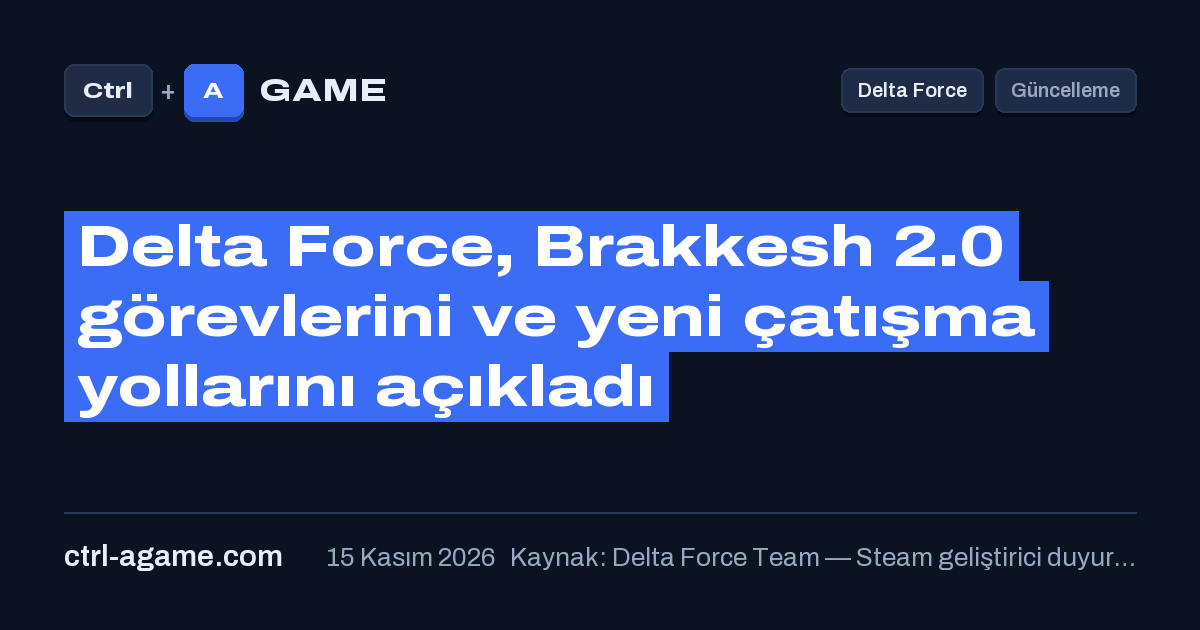 Ctrl + A GAME
Delta Force Güncelleme
Delta Force, Brakkesh 2.0
görevlerini ve yeni çatışma
yollarını açıkladı
ctrl-agame.com 15 Kasım 2026 Kaynak: Delta Force Team — Steam geliştirici duyur…